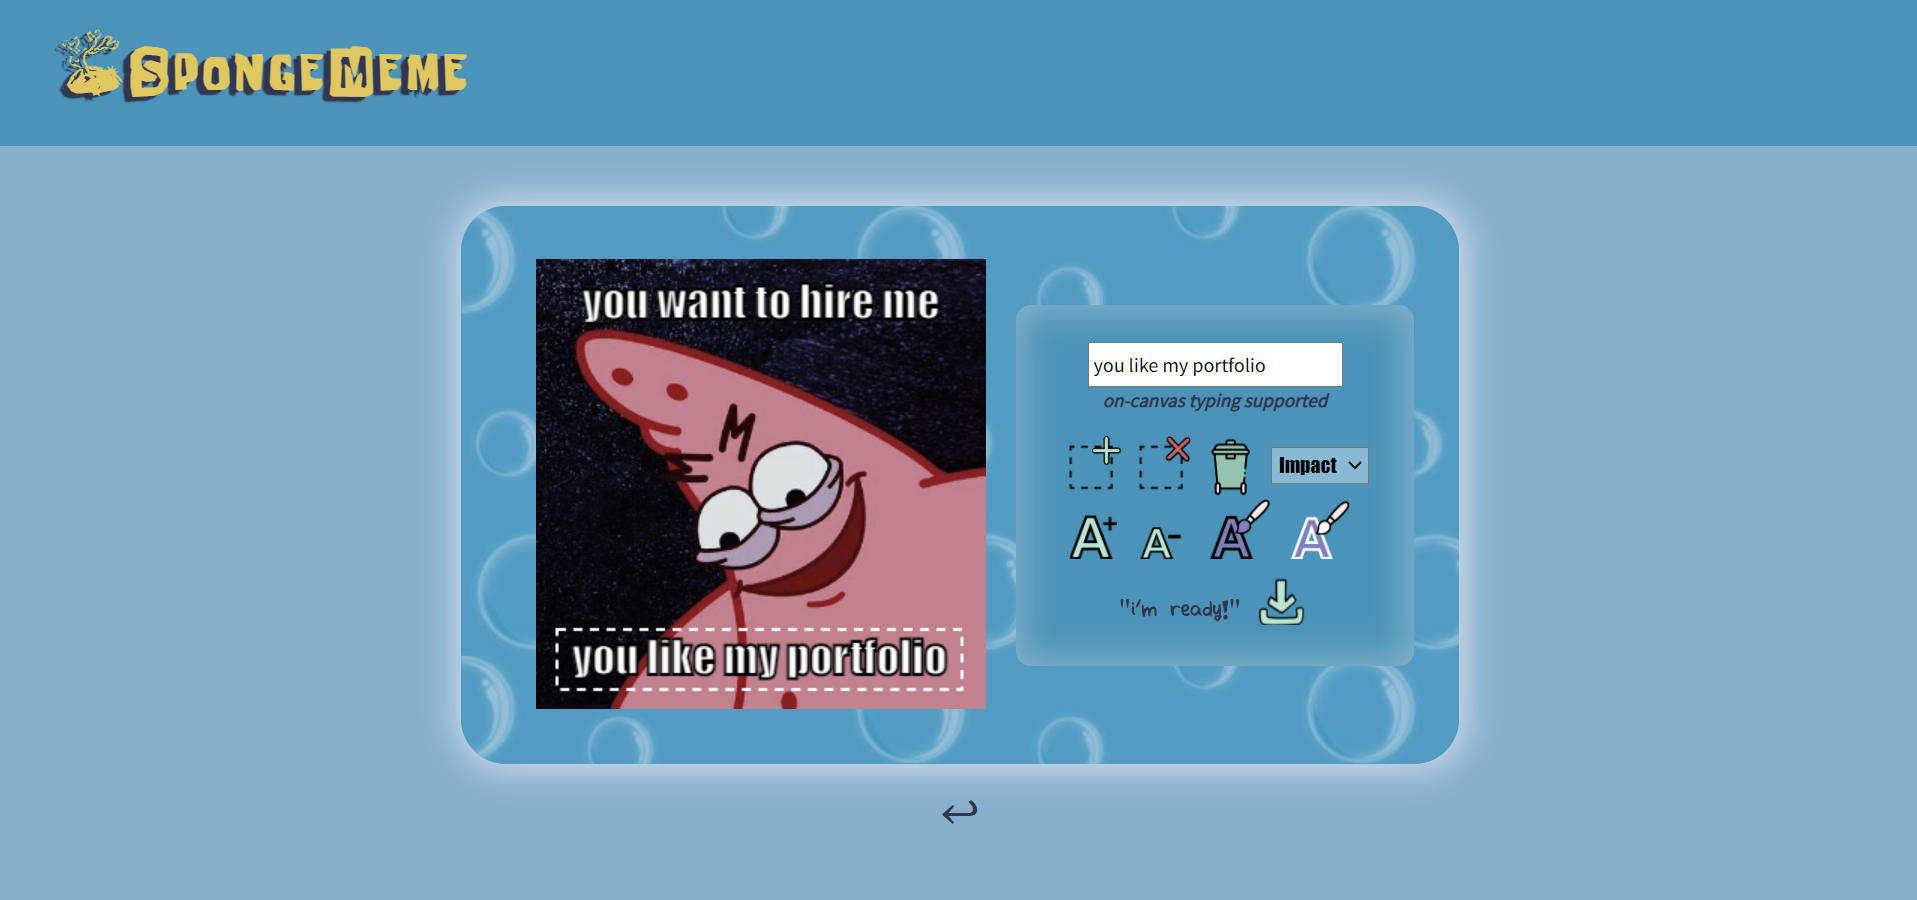 SPONGEMEME
you want to hire me
you like my portfolio
you like my portfolio
on-canvas typing supported
Impact
A+ A- A A
"i'm ready!"